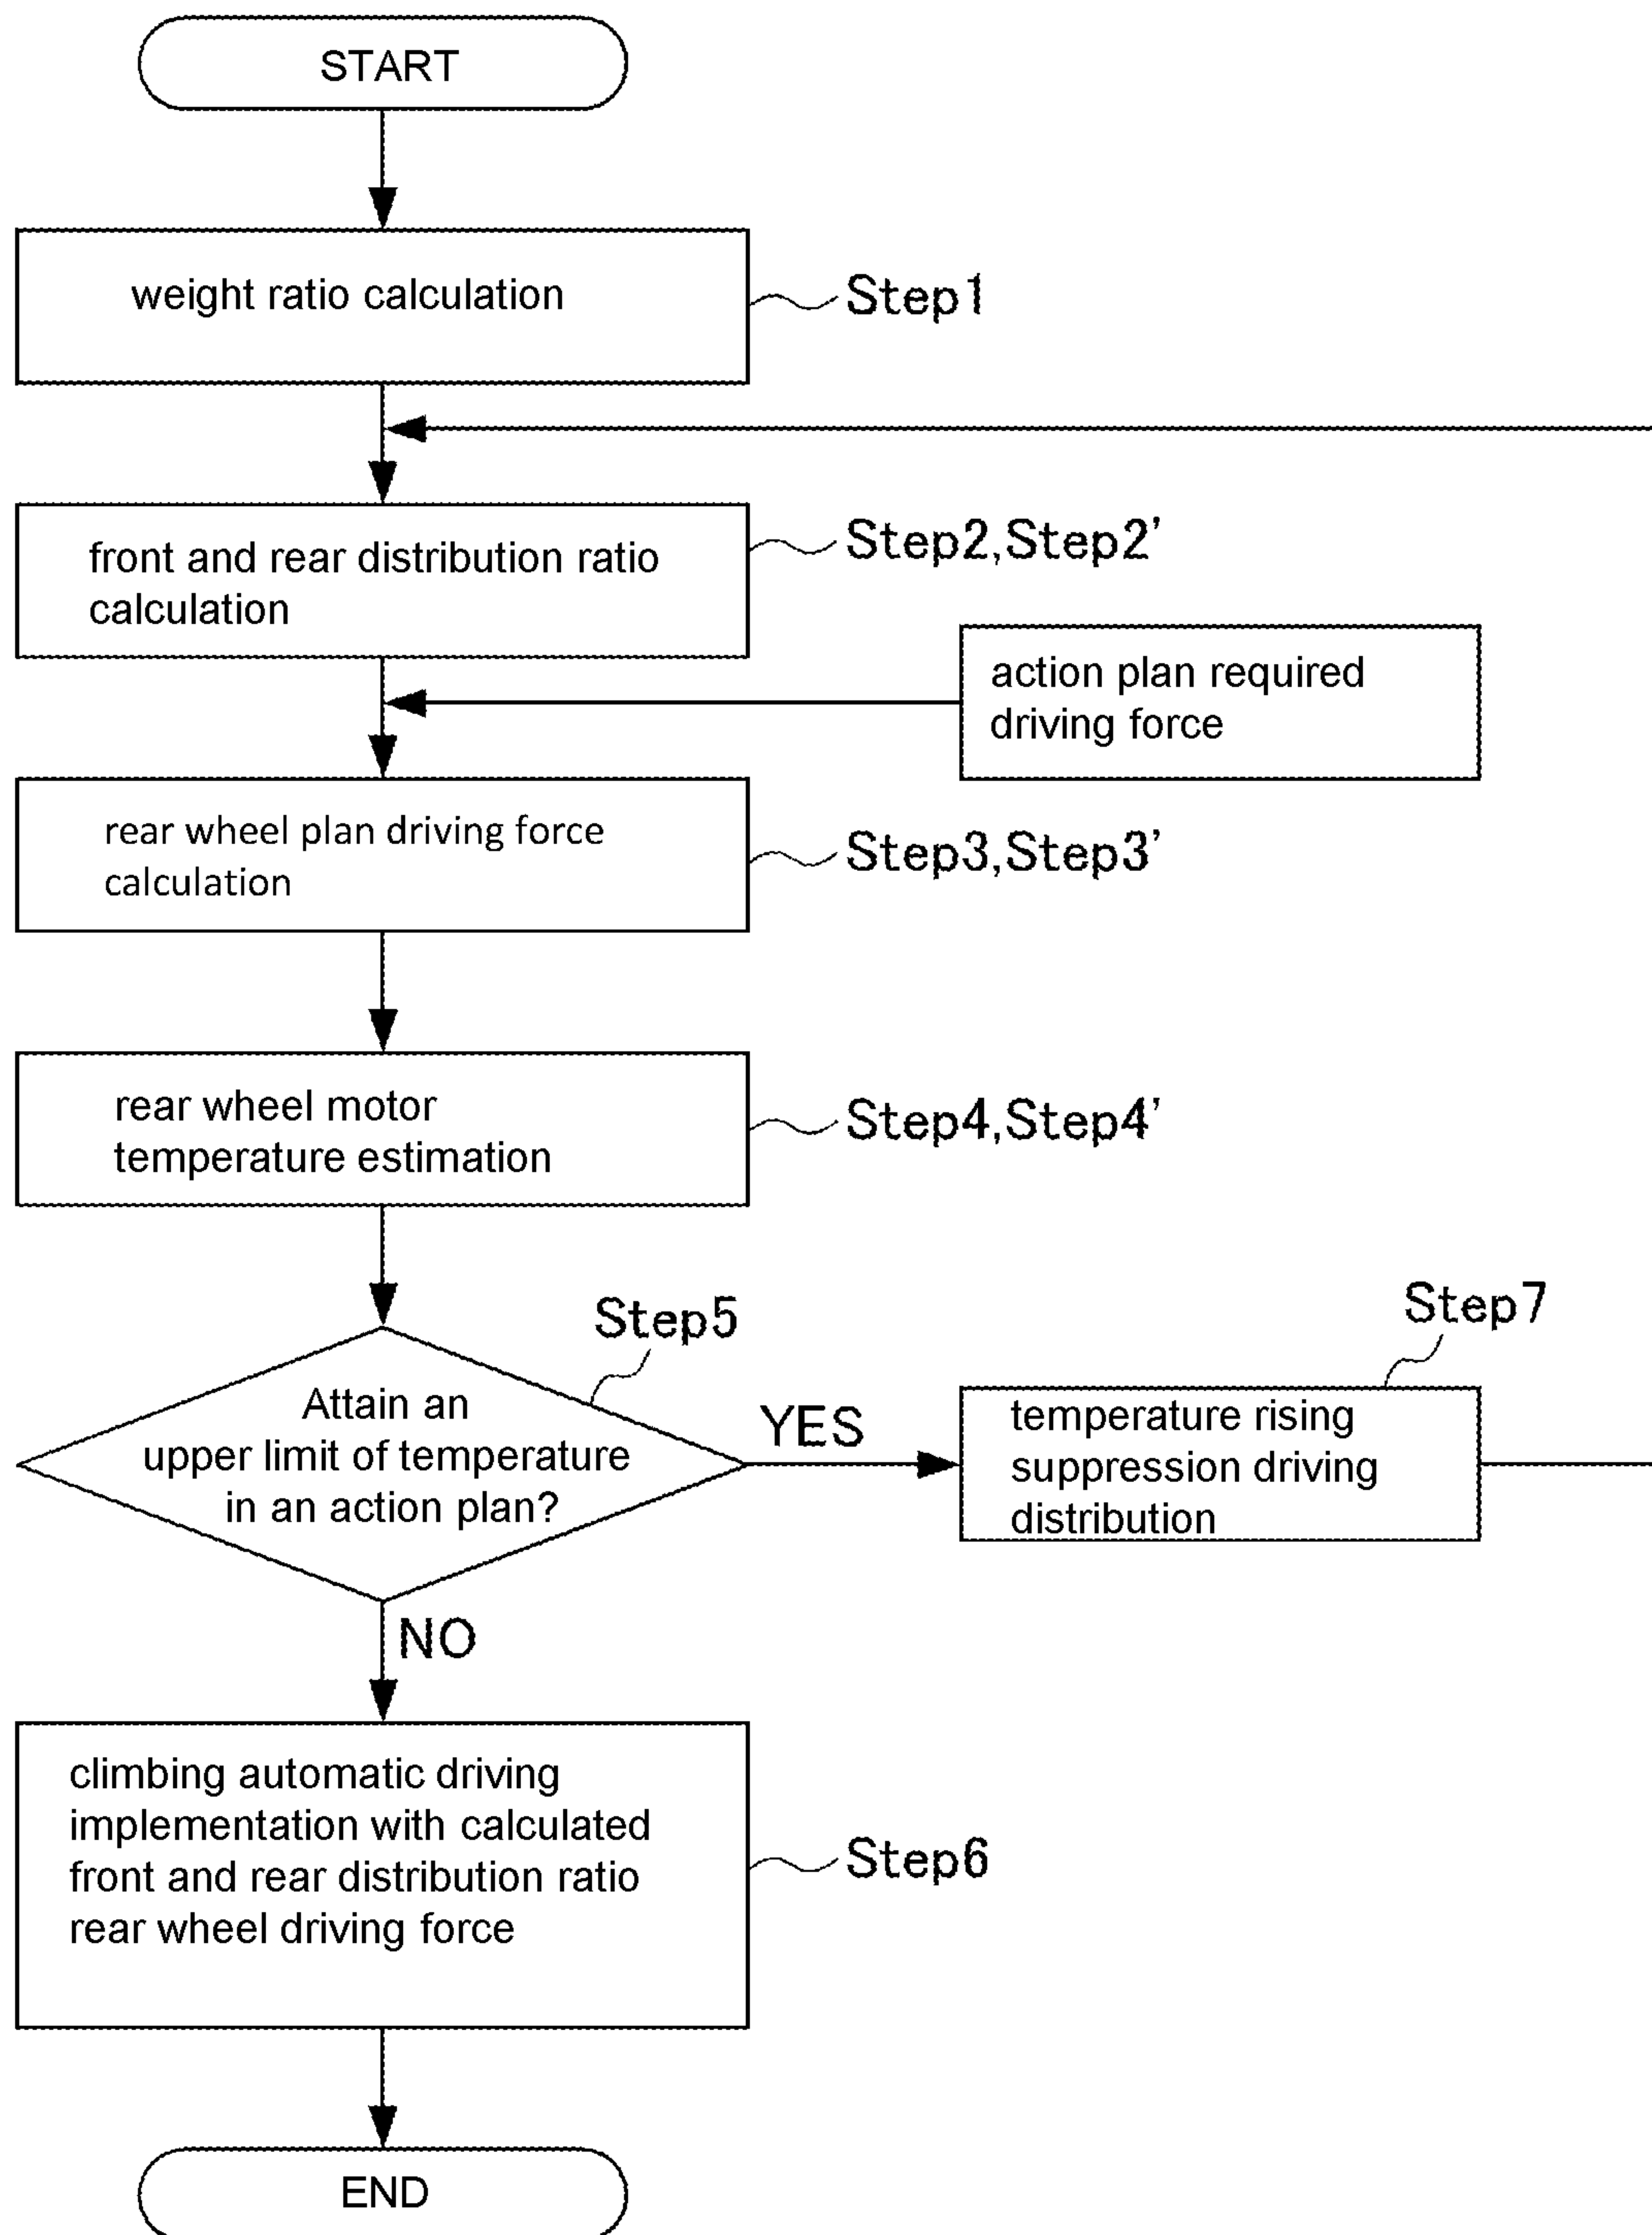 START
weight ratio calculation
Step1
front and rear distribution ratio
calculation
Step2,Step2’
action plan required
driving force
rear wheel plan driving force
calculation
Step3,Step3’
rear wheel motor
temperature estimation
Step4,Step4’
Step5
Attain an
upper limit of temperature
in an action plan?
YES
Step7
temperature rising
suppression driving
distribution
NO
climbing automatic driving
implementation with calculated
front and rear distribution ratio
rear wheel driving force
Step6
END